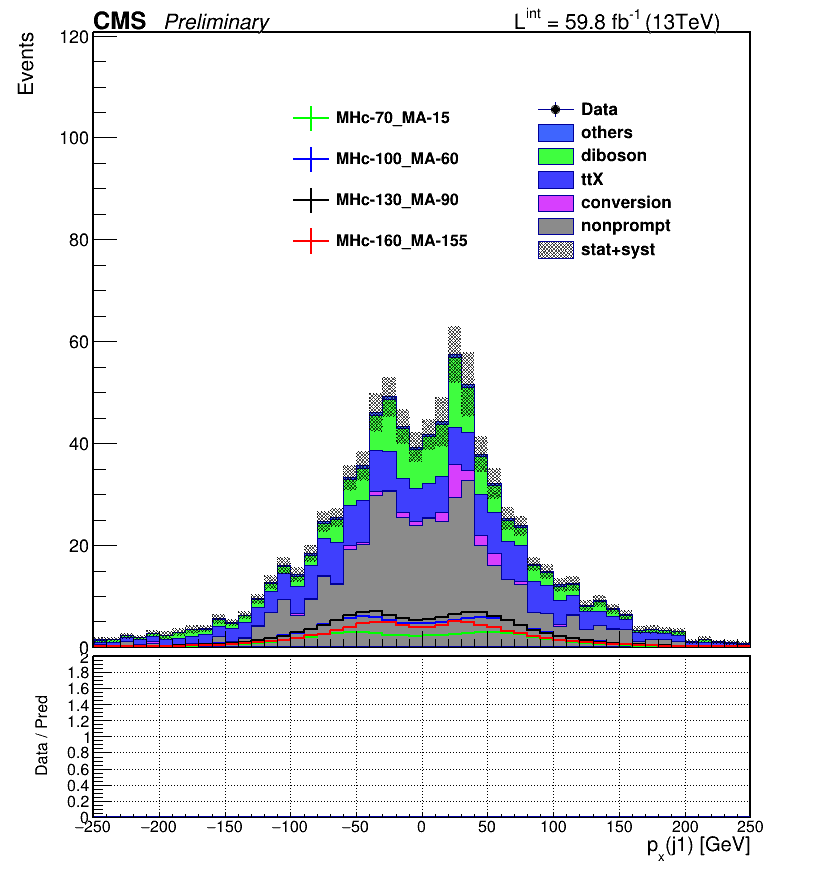 CMS Preliminary
L^int = 59.8 fb^-1 (13TeV)
Events
120
100
80
60
40
20
0
MHc-70_MA-15
MHc-100_MA-60
MHc-130_MA-90
MHc-160_MA-155
Data
others
diboson
ttX
conversion
nonprompt
stat+syst
Data / Pred
2
1.8
1.6
1.4
1.2
1
0.8
0.6
0.4
0.2
0
−250 −200 −150 −100 −50 0 50 100 150 200 250
p_x(j1) [GeV]